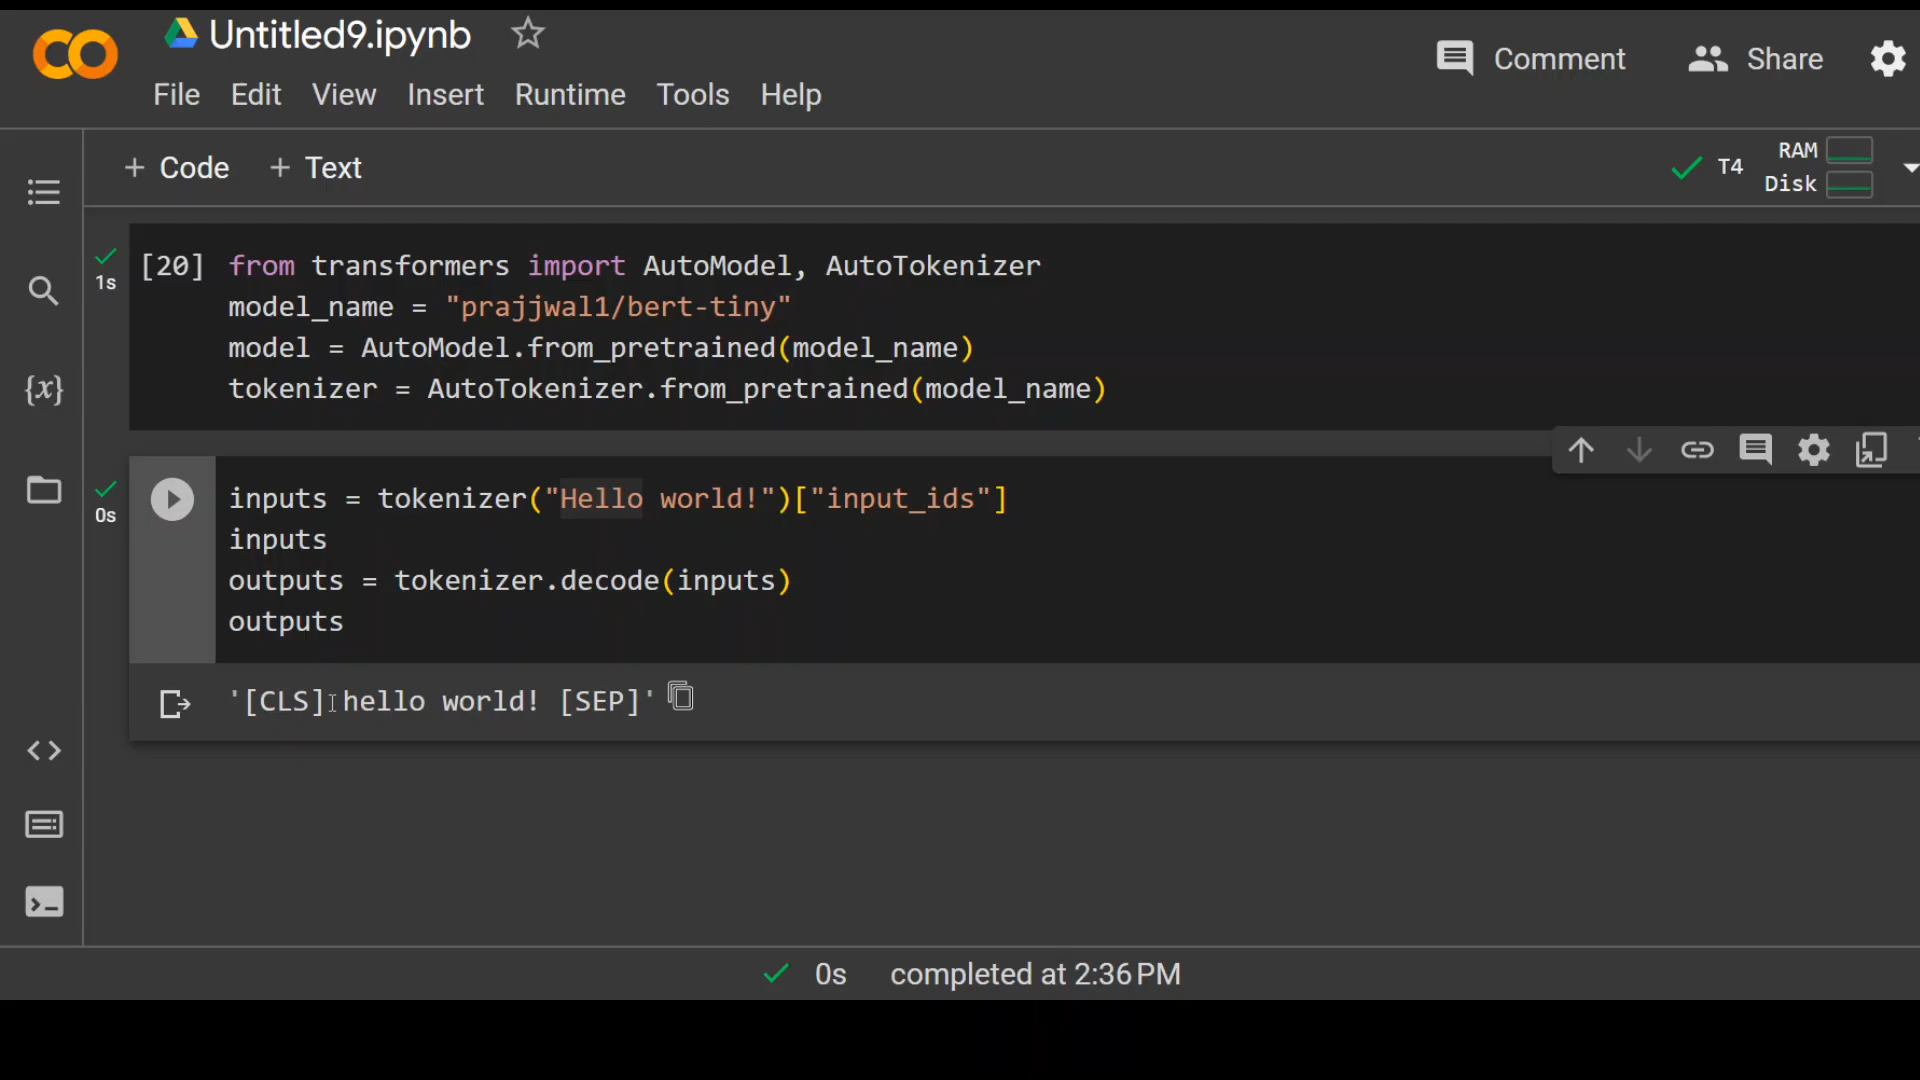 Untitled9.ipynb
Comment
Share
File Edit View Insert Runtime Tools Help
+ Code + Text
T4
RAM
Disk
1s
[20] from transformers import AutoModel, AutoTokenizer
model_name = "prajjwal1/bert-tiny"
model = AutoModel.from_pretrained(model_name)
tokenizer = AutoTokenizer.from_pretrained(model_name)
{x}
0s
inputs = tokenizer("Hello world!")["input_ids"]
inputs
outputs = tokenizer.decode(inputs)
outputs
'[CLS] hello world! [SEP]'
0s completed at 2:36 PM